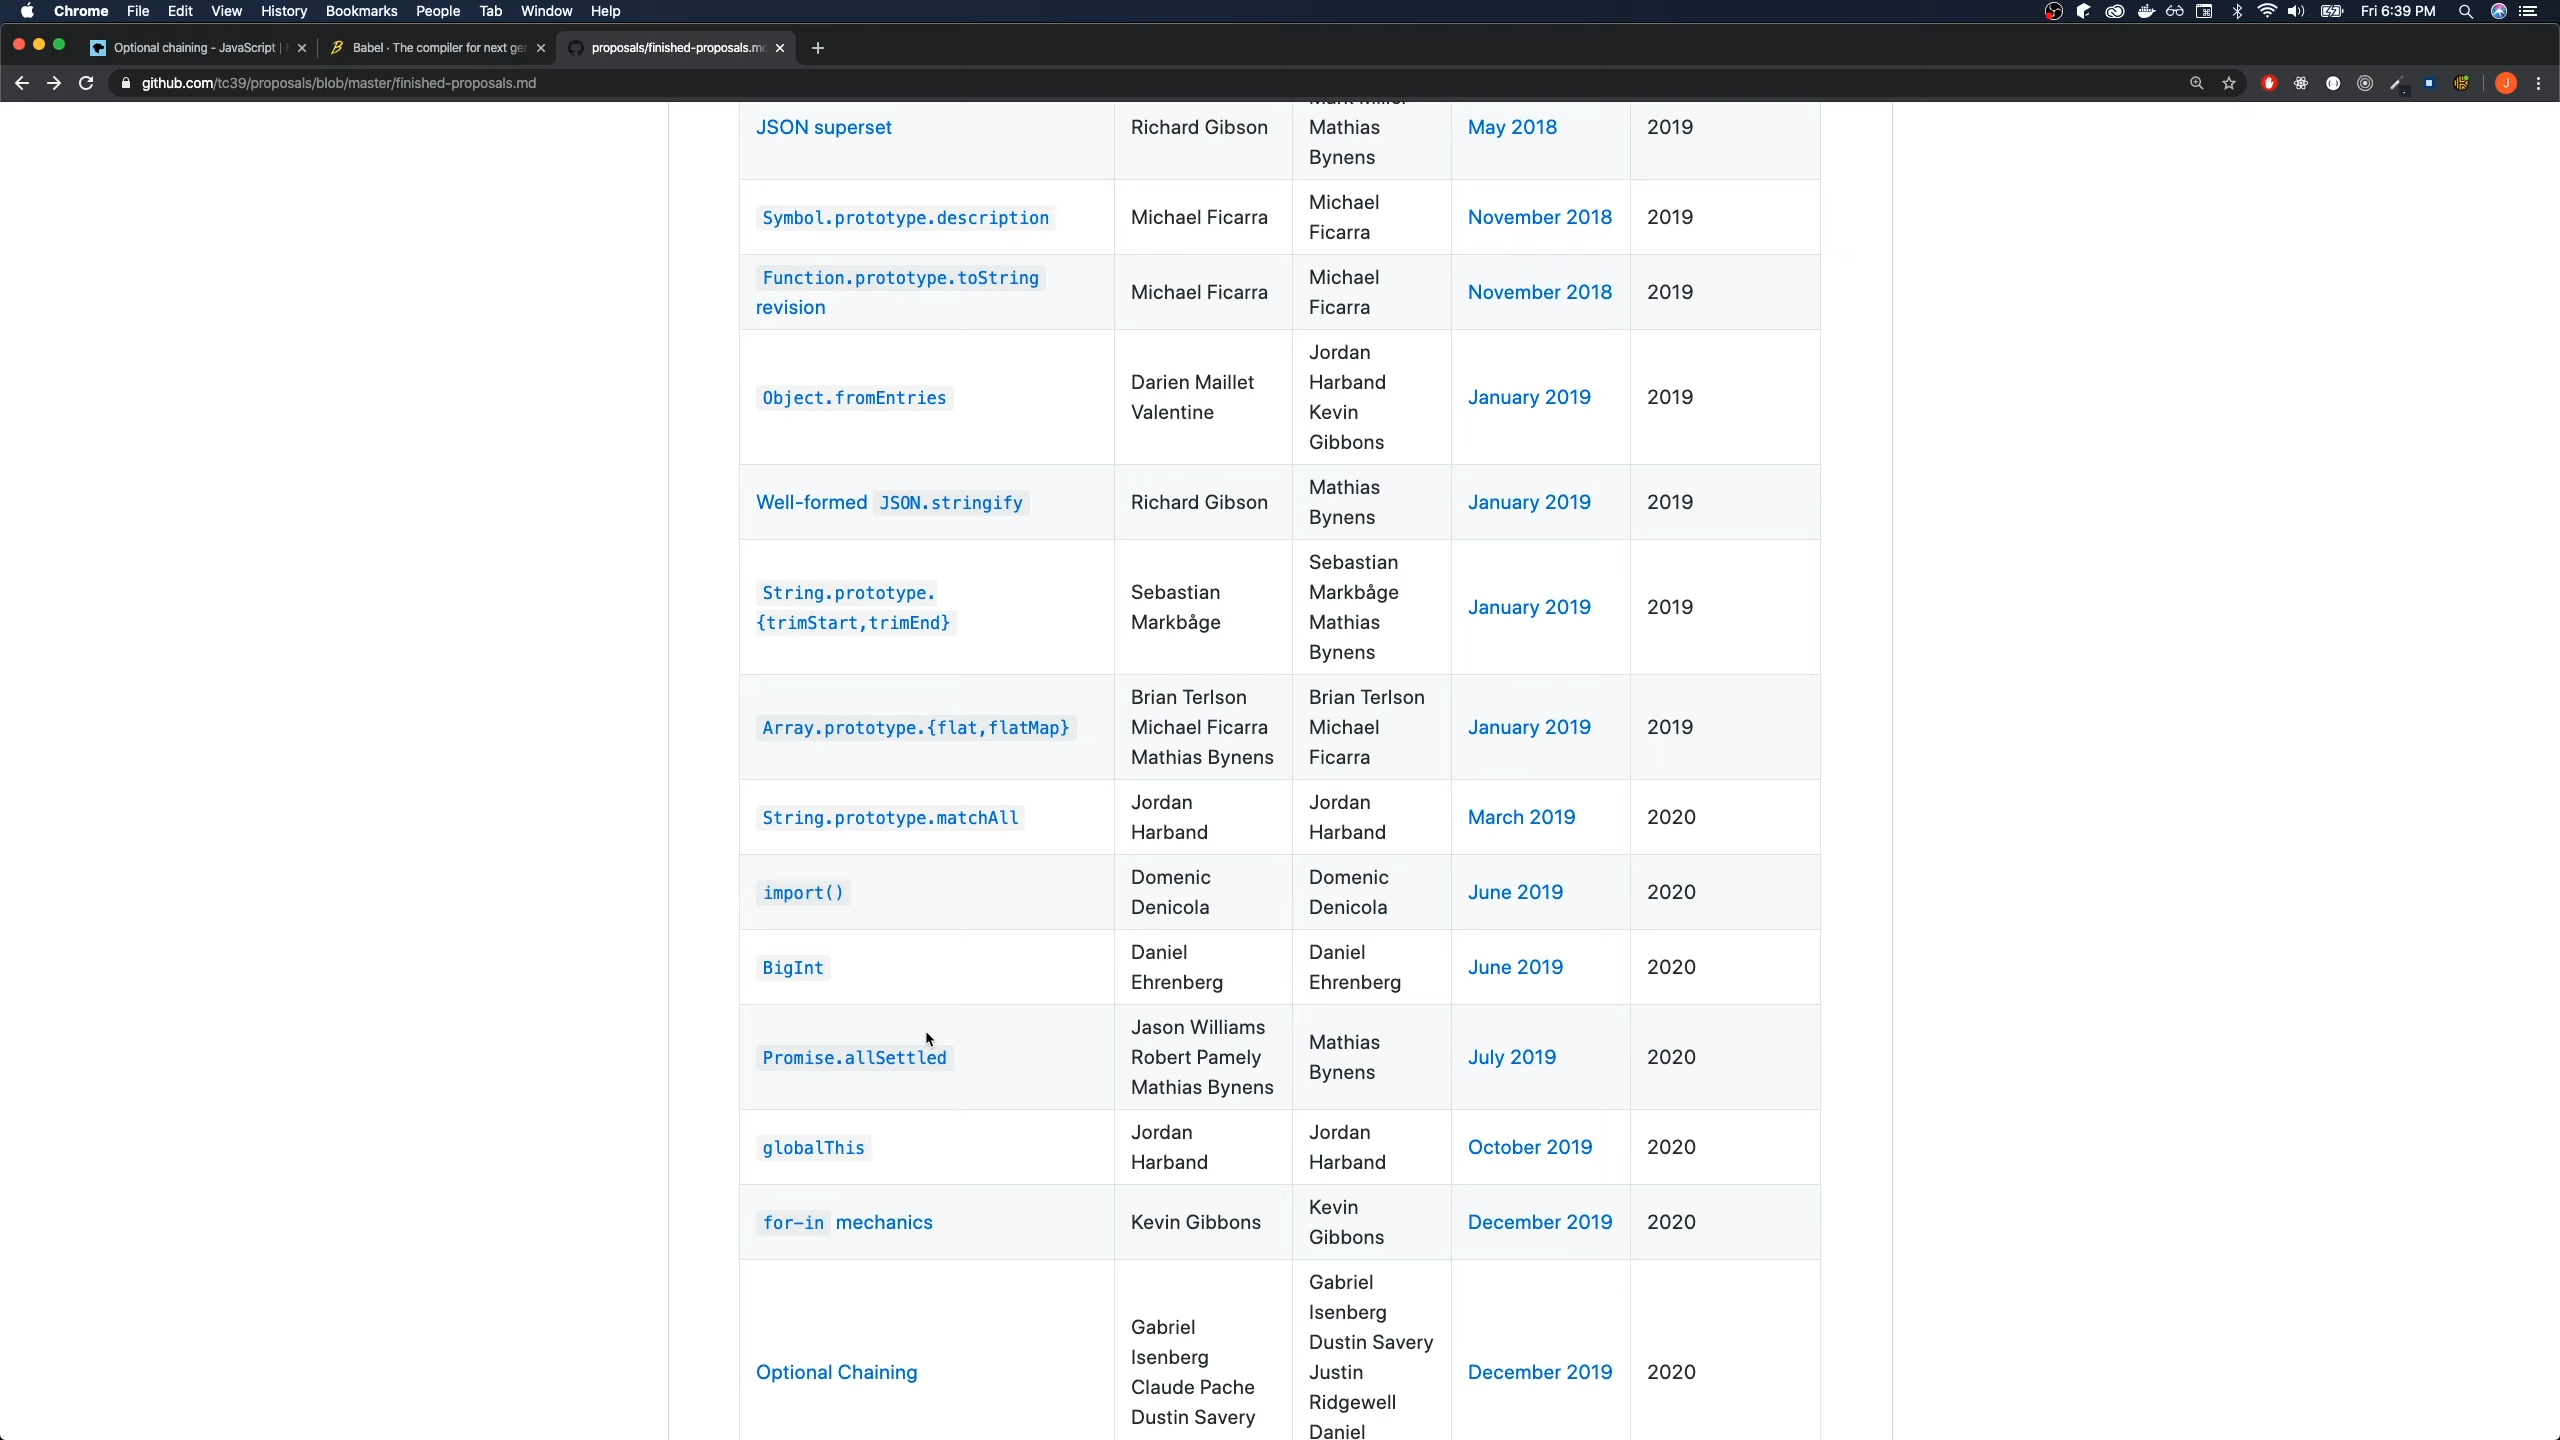 Chrome File Edit View History Bookmarks People Tab Window Help Fri 6:39 PM
Optional chaining - JavaScript | Babel · The compiler for next ge proposals/finished-proposals.m
github.com/tc39/proposals/blob/master/finished-proposals.md J
JSON superset Richard Gibson Mark Miller May 2018 2019
Mathias
Bynens
Symbol.prototype.description Michael Ficarra Michael November 2018 2019
Ficarra
Function.prototype.toString Michael Ficarra Michael November 2018 2019
revision Ficarra
Object.fromEntries Darien Maillet Jordan January 2019 2019
Valentine Harband
Kevin
Gibbons
Well-formed JSON.stringify Richard Gibson Mathias January 2019 2019
Bynens
String.prototype. Sebastian Sebastian January 2019 2019
{trimStart,trimEnd} Markbåge Markbåge
Mathias
Bynens
Array.prototype.{flat,flatMap} Brian Terlson Brian Terlson January 2019 2019
Michael Ficarra Michael
Mathias Bynens Ficarra
String.prototype.matchAll Jordan Jordan March 2019 2020
Harband Harband
import() Domenic Domenic June 2019 2020
Denicola Denicola
BigInt Daniel Daniel June 2019 2020
Ehrenberg Ehrenberg
Promise.allSettled Jason Williams Mathias July 2019 2020
Robert Pamely Bynens
Mathias Bynens
globalThis Jordan Jordan October 2019 2020
Harband Harband
for-in mechanics Kevin Gibbons Kevin December 2019 2020
Gibbons
Optional Chaining Gabriel Gabriel December 2019 2020
Isenberg Isenberg
Claude Pache Dustin Savery
Dustin Savery Justin
Ridgewell
Daniel